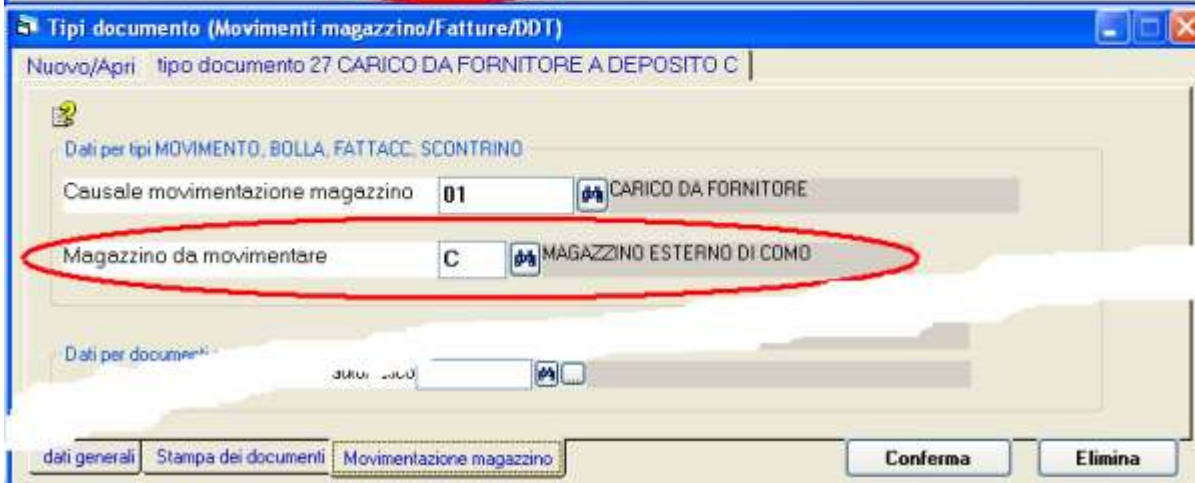 Tipi documento (Movimenti magazzino/Fatture/DDT)
Nuovo/Apri tipo documento 27 CARICO DA FORNITORE A DEPOSITO C
Dati per tipi MOVIMENTO, BOLLA, FATTACC, SCONTRINO
Causale movimentazione magazzino 01 CARICO DA FORNITORE
Magazzino da movimentare C MAGAZZINO ESTERNO DI COMO
Dati per
dati generali Stampa dei documenti Movimentazione magazzino Conferma Elimina